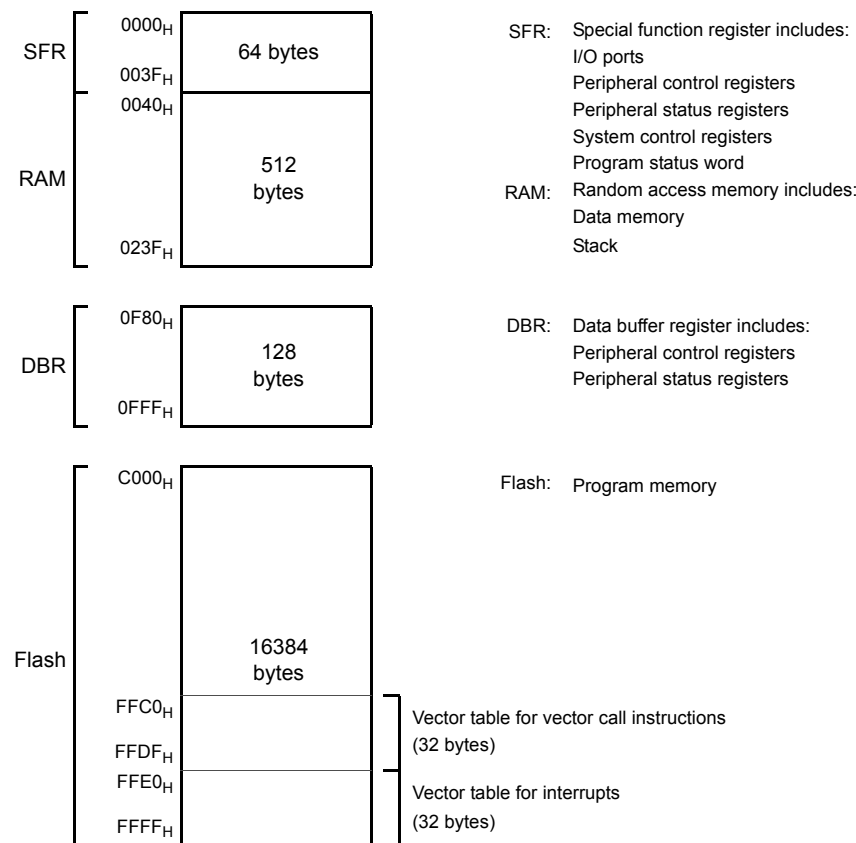 0000H
SFR
64 bytes
003FH
0040H
RAM
512
bytes
023FH
SFR: Special function register includes:
I/O ports
Peripheral control registers
Peripheral status registers
System control registers
Program status word
RAM: Random access memory includes:
Data memory
Stack
0F80H
DBR
128
bytes
0FFFH
DBR: Data buffer register includes:
Peripheral control registers
Peripheral status registers
C000H
Flash: Program memory
Flash
16384
bytes
FFC0H
FFDFH
Vector table for vector call instructions
(32 bytes)
FFE0H
FFFFH
Vector table for interrupts
(32 bytes)